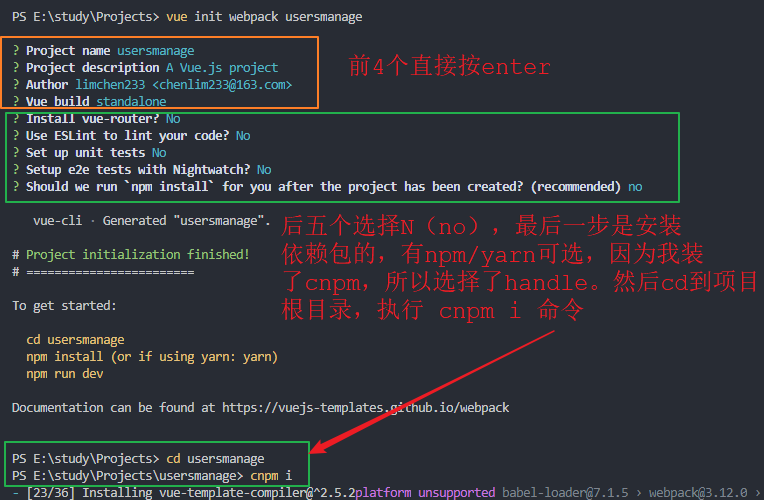 PS E:\study\Projects> vue init webpack usersmanage
? Project name usersmanage
? Project description A Vue.js project
? Author limchen233 <chenlim233@163.com>
? Vue build standalone
前4个直接按enter
? Install vue-router? No
? Use ESLint to lint your code? No
? Set up unit tests No
? Setup e2e tests with Nightwatch? No
? Should we run `npm install` for you after the project has been created? (recommended) no
vue-cli · Generated "usersmanage".
后五个选择N（no），最后一步是安装
依赖包的，有npm/yarn可选，因为我装
了cnpm，所以选择了handle。然后cd到项目
根目录，执行 cnpm i 命令
# Project initialization finished!
# ========================
To get started:
cd usersmanage
npm install (or if using yarn: yarn)
npm run dev
Documentation can be found at https://vuejs-templates.github.io/webpack
PS E:\study\Projects> cd usersmanage
PS E:\study\Projects\usersmanage> cnpm i
- [23/36] Installing vue-template-compiler@^2.5.2platform unsupported babel-loader@7.1.5 › webpack@3.12.0 ›